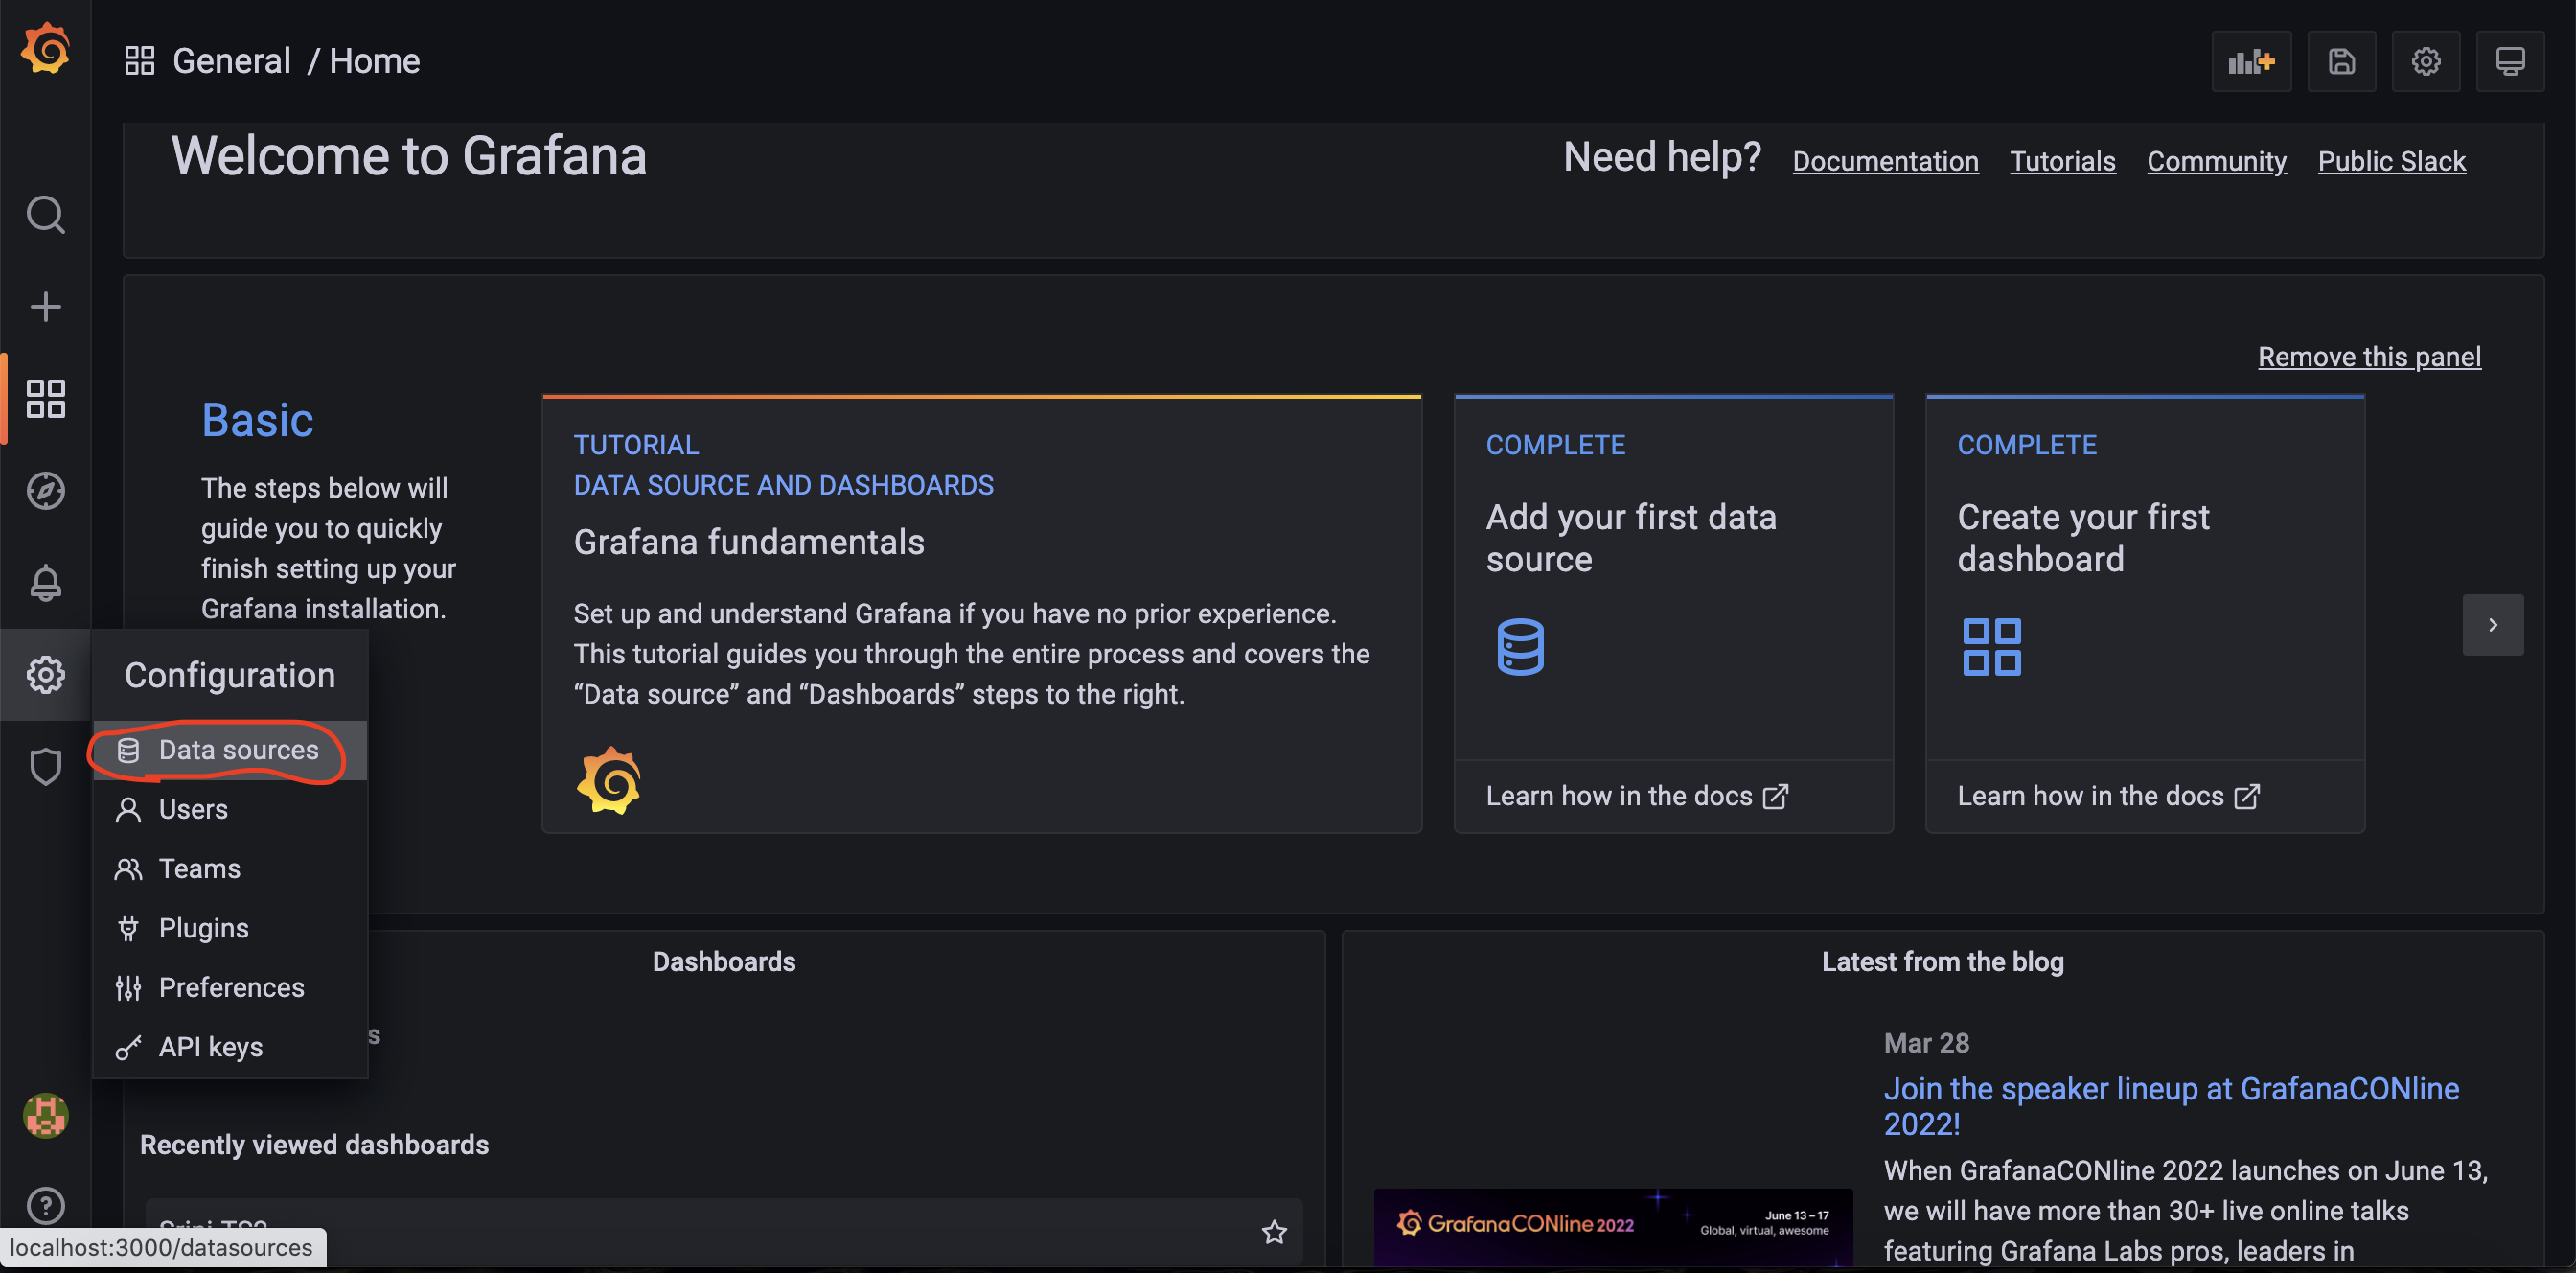 General / Home
Welcome to Grafana
Need help? Documentation Tutorials Community Public Slack
Remove this panel
Basic
The steps below will
guide you to quickly
finish setting up your
Grafana installation.
TUTORIAL
DATA SOURCE AND DASHBOARDS
Grafana fundamentals
Set up and understand Grafana if you have no prior experience.
This tutorial guides you through the entire process and covers the
“Data source” and “Dashboards” steps to the right.
COMPLETE
Add your first data
source
Learn how in the docs
COMPLETE
Create your first
dashboard
Learn how in the docs
Configuration
Data sources
Users
Teams
Plugins
Preferences
API keys
Dashboards
s
Recently viewed dashboards
Latest from the blog
Mar 28
Join the speaker lineup at GrafanaCONline
2022!
When GrafanaCONline 2022 launches on June 13,
we will have more than 30+ live online talks
featuring Grafana Labs pros, leaders in
GrafanaCONline 2022
June 13–17
Global, virtual, awesome
localhost:3000/datasources